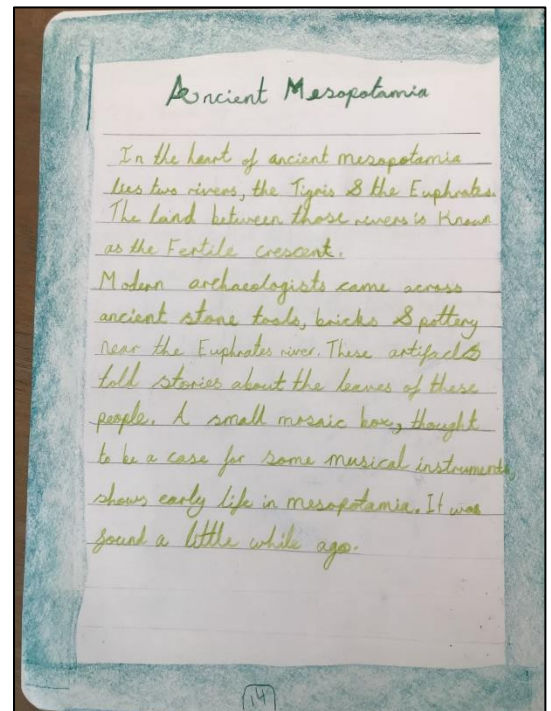 Ancient Mesopotamia
In the heart of ancient mesopotamia
lies two rivers, the Tigris & the Euphrates.
The land between those rivers is Known
as the Fertile crescent.
Modern archaeologists came across
ancient stone tools, bricks & pottery
near the Euphrates river. These artifacts
told stories about the leaves of these
people. A small mosaic box, thought
to be a case for some musical instruments,
shows early life in mesopotamia. It was
found a little while ago.
14